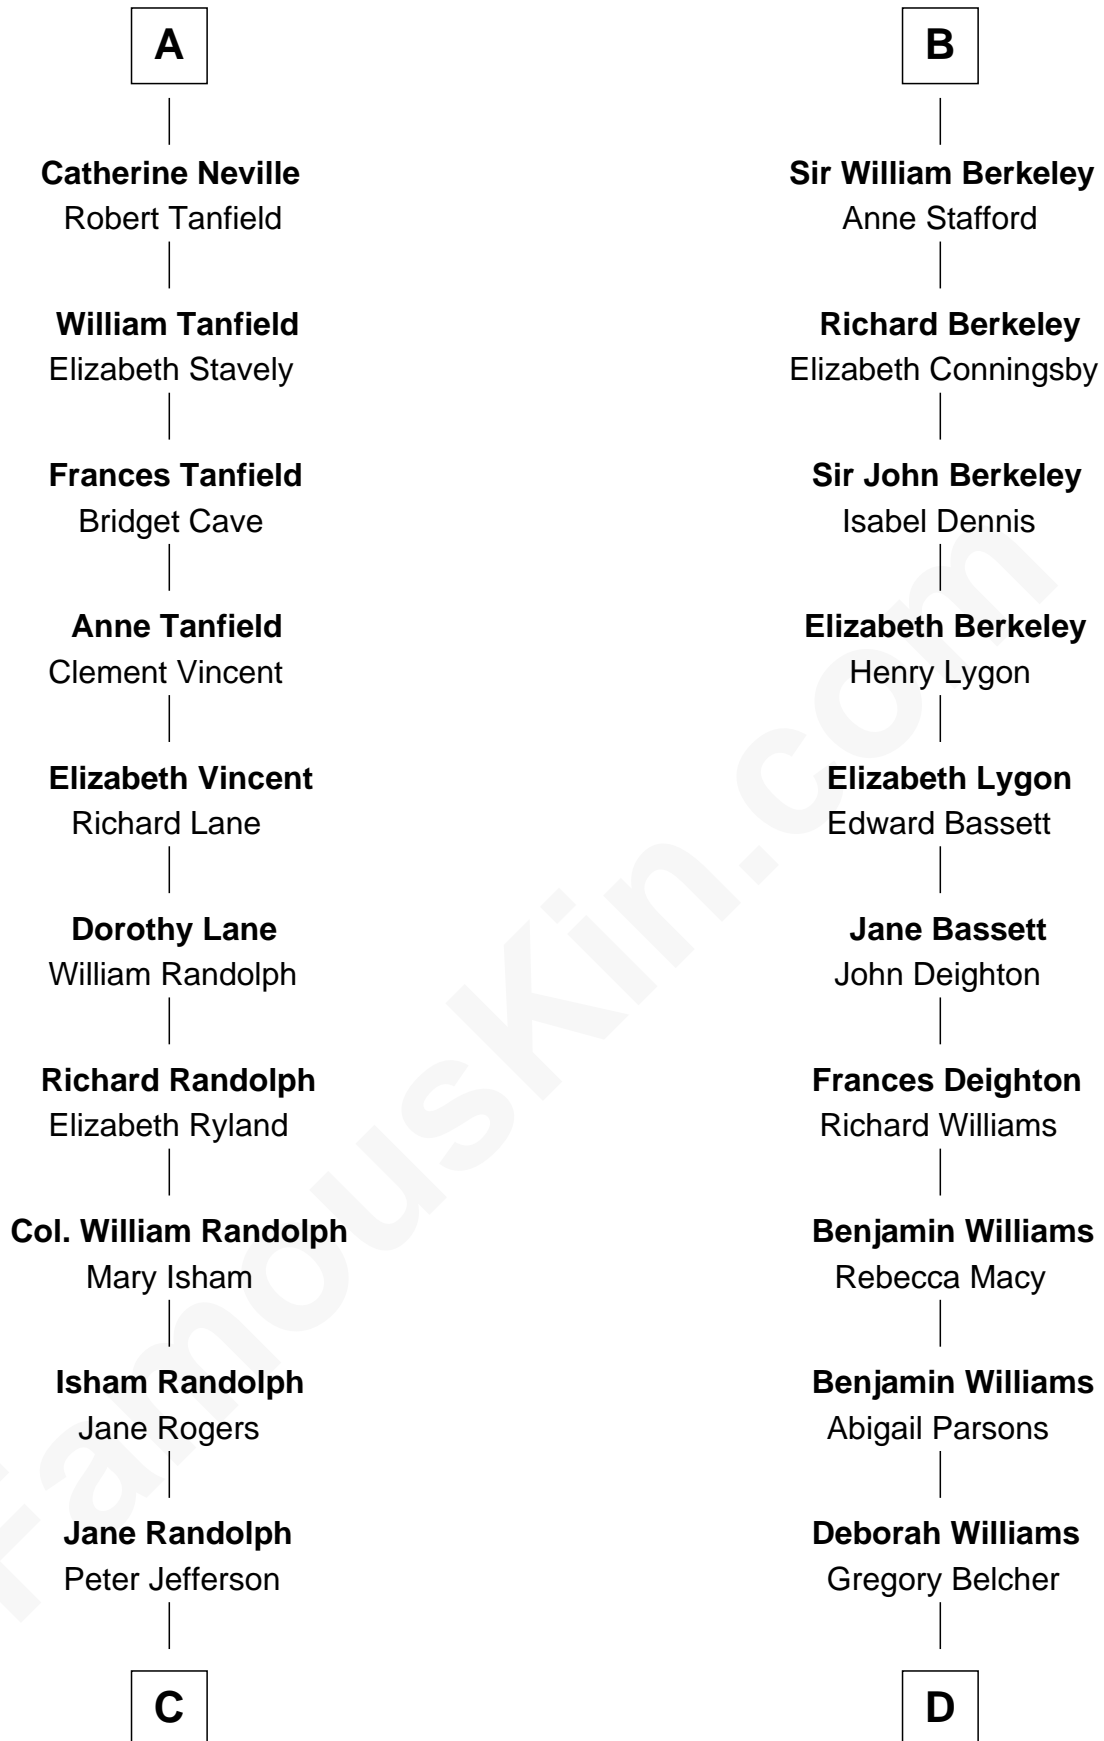 A
Catherine Neville
Robert Tanfield
William Tanfield
Elizabeth Stavely
Frances Tanfield
Bridget Cave
Anne Tanfield
Clement Vincent
Elizabeth Vincent
Richard Lane
Dorothy Lane
William Randolph
Richard Randolph
Elizabeth Ryland
Col. William Randolph
Mary Isham
Isham Randolph
Jane Rogers
Jane Randolph
Peter Jefferson
C
B
Sir William Berkeley
Anne Stafford
Richard Berkeley
Elizabeth Conningsby
Sir John Berkeley
Isabel Dennis
Elizabeth Berkeley
Henry Lygon
Elizabeth Lygon
Edward Bassett
Jane Bassett
John Deighton
Frances Deighton
Richard Williams
Benjamin Williams
Rebecca Macy
Benjamin Williams
Abigail Parsons
Deborah Williams
Gregory Belcher
D
FamousKin.com